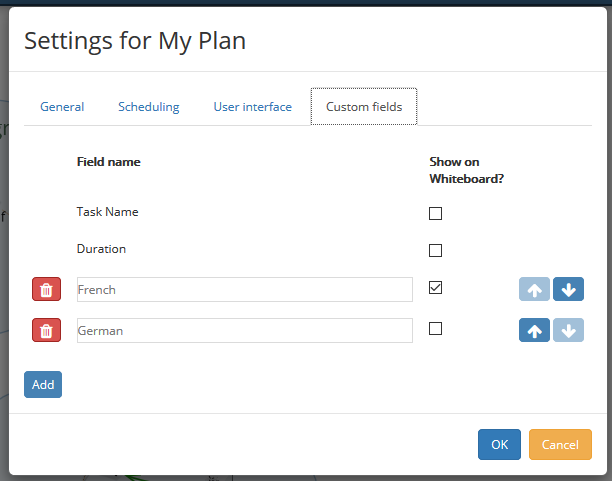 Settings for My Plan
General Scheduling User interface Custom fields
Field name Show on
Whiteboard?
Task Name
Duration
French
German
Add
OK Cancel